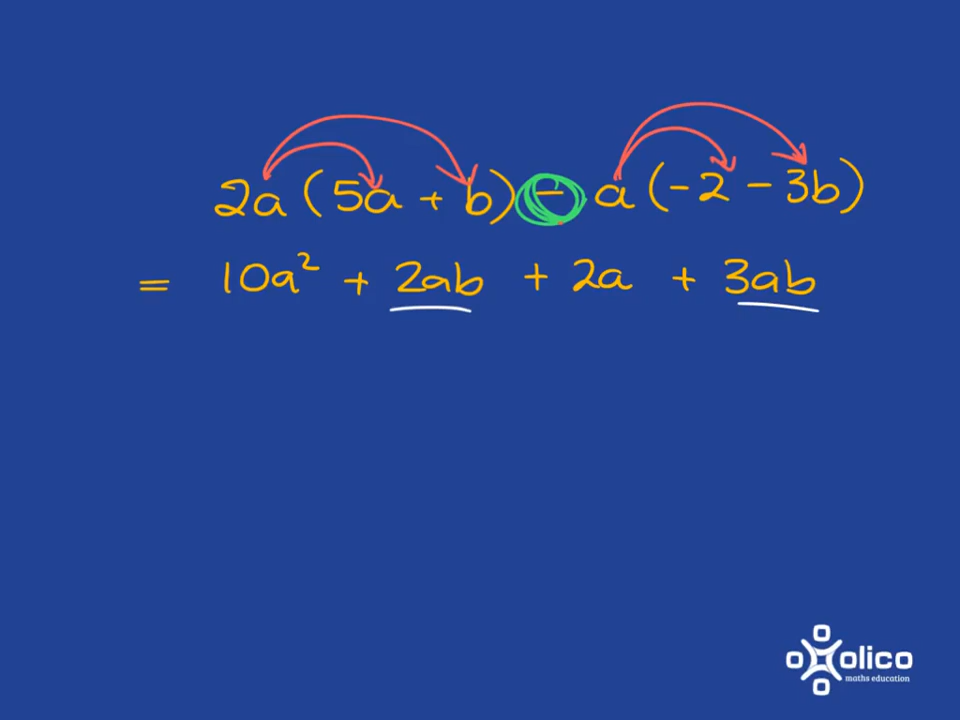 2a (5a + b) - a (-2 - 3b)
= 10a² + 2ab + 2a + 3ab
olico
maths education